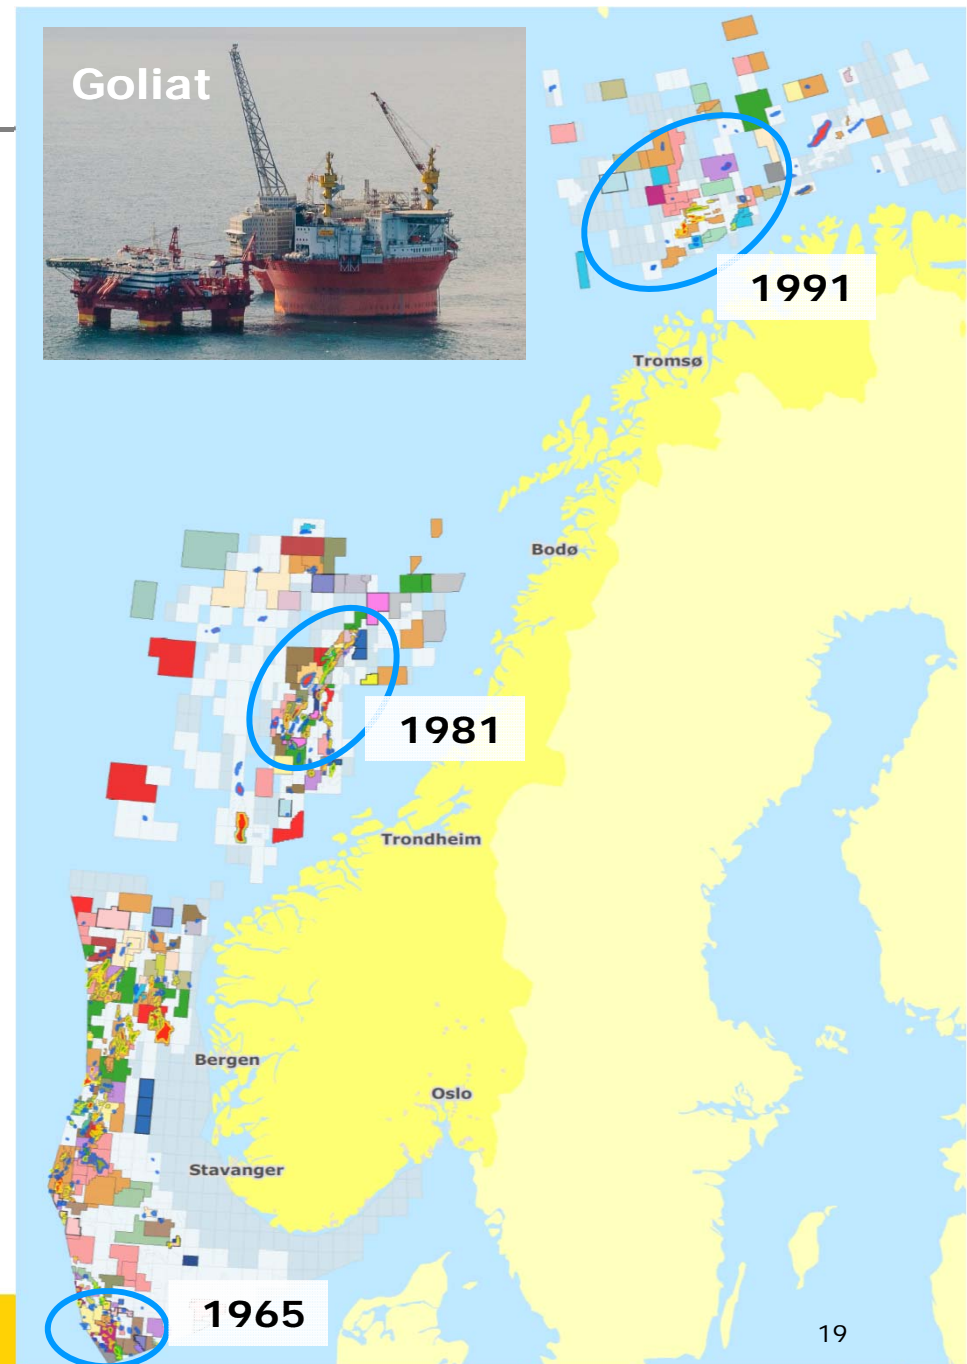 Goliat
1991
Tromsø
Bodø
1981
Trondheim
Bergen
Oslo
Stavanger
1965
19